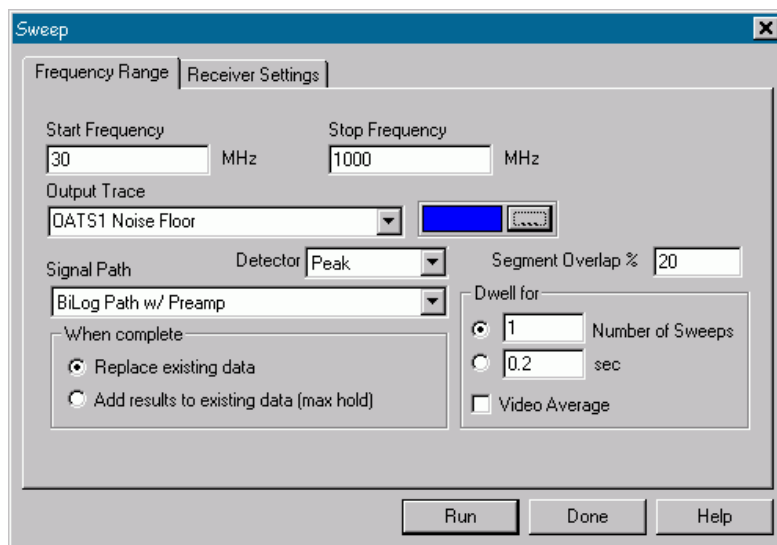 Sweep
Frequency Range
Receiver Settings
Start Frequency
Stop Frequency
30 MHz
1000 MHz
Output Trace
OATS1 Noise Floor
....
Signal Path
Detector Peak
Segment Overlap % 20
BiLog Path w/ Preamp
Dwell for
When complete
1 Number of Sweeps
Replace existing data
0.2 sec
Add results to existing data (max hold)
Video Average
Run
Done
Help